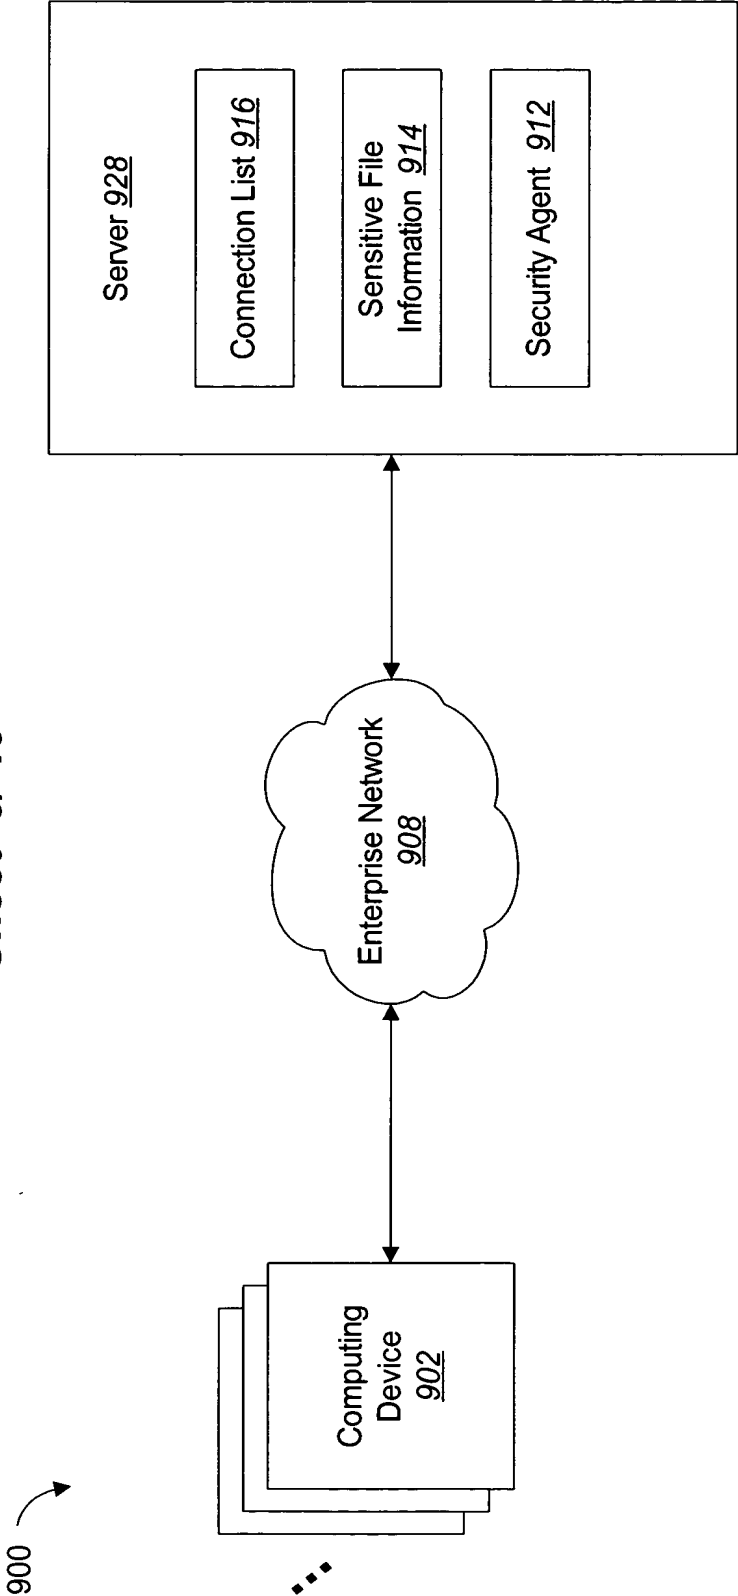 900
Computing
Device
902
Enterprise Network
908
Server 928
Connection List 916
Sensitive File
Information 914
Security Agent 912